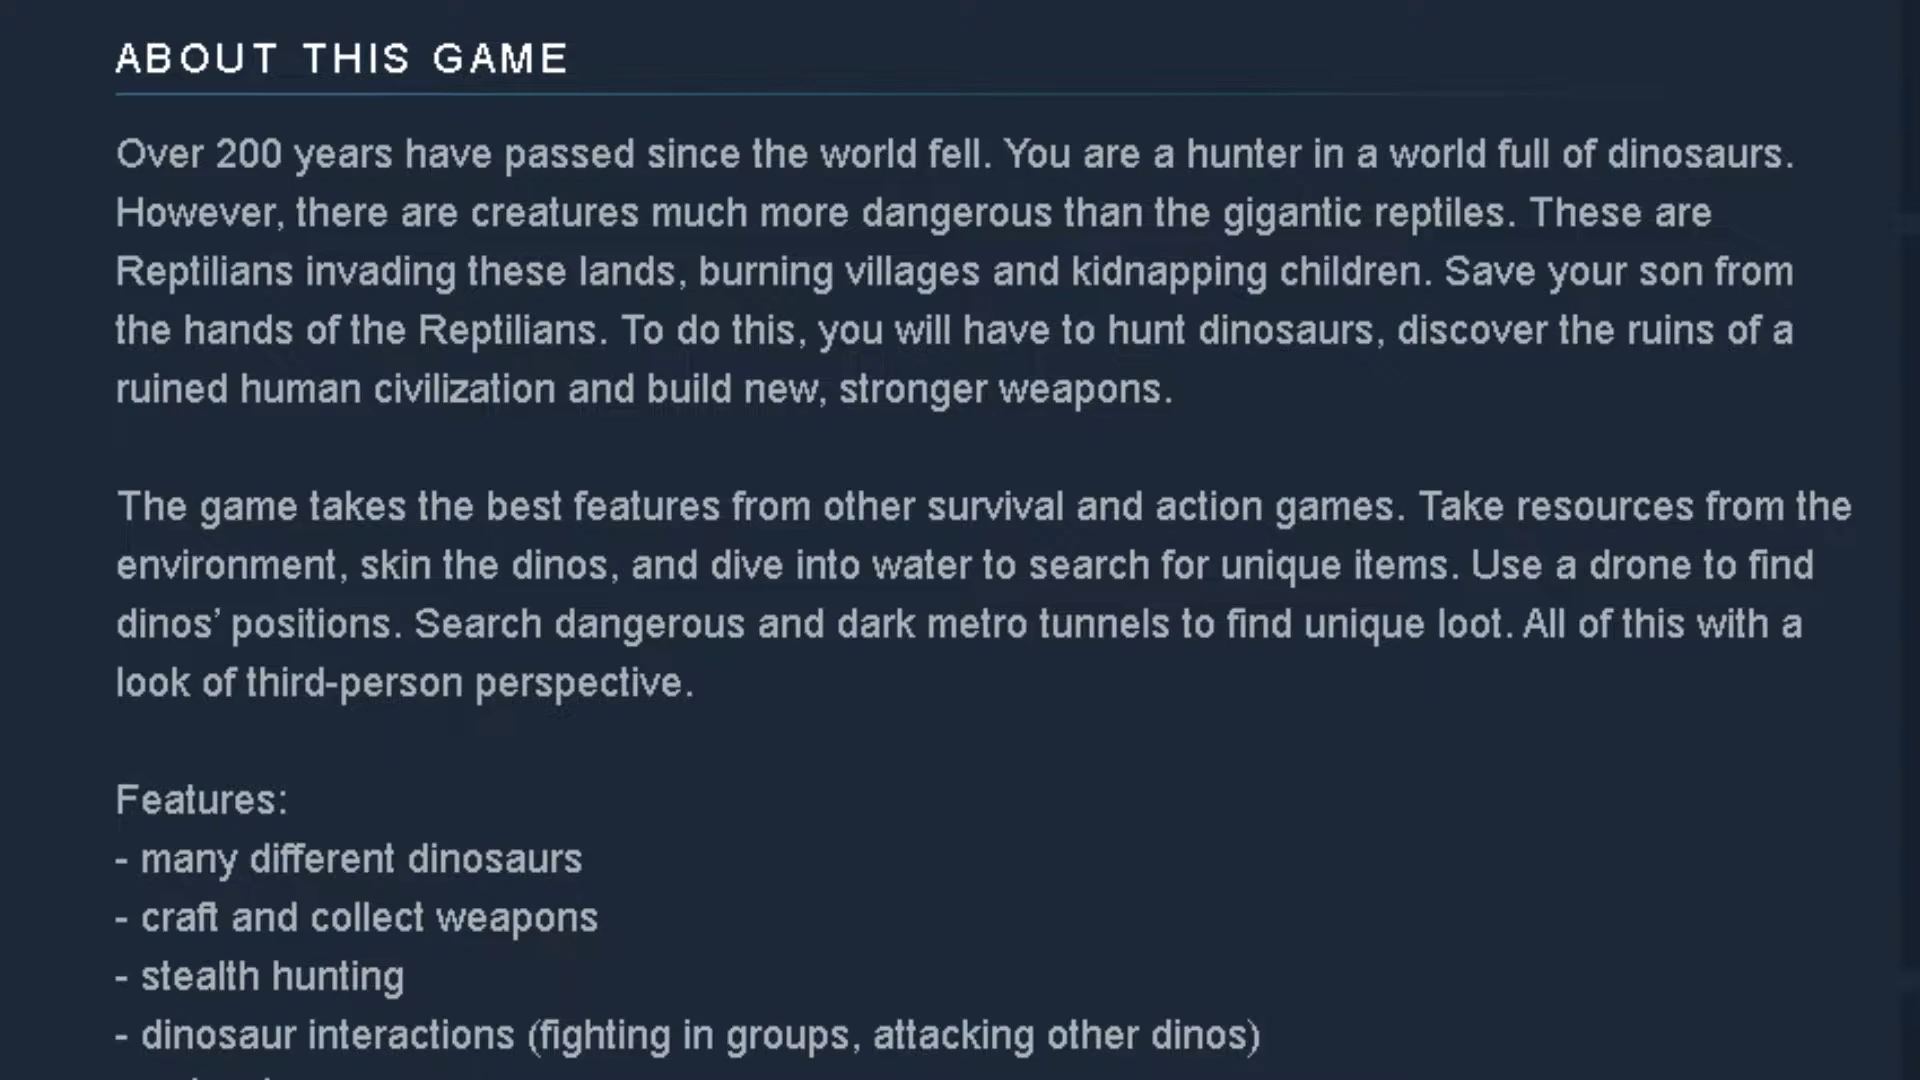 ABOUT THIS GAME
Over 200 years have passed since the world fell. You are a hunter in a world full of dinosaurs.
However, there are creatures much more dangerous than the gigantic reptiles. These are
Reptilians invading these lands, burning villages and kidnapping children. Save your son from
the hands of the Reptilians. To do this, you will have to hunt dinosaurs, discover the ruins of a
ruined human civilization and build new, stronger weapons.
The game takes the best features from other survival and action games. Take resources from the
environment, skin the dinos, and dive into water to search for unique items. Use a drone to find
dinos’ positions. Search dangerous and dark metro tunnels to find unique loot. All of this with a
look of third-person perspective.
Features:
- many different dinosaurs
- craft and collect weapons
- stealth hunting
- dinosaur interactions (fighting in groups, attacking other dinos)